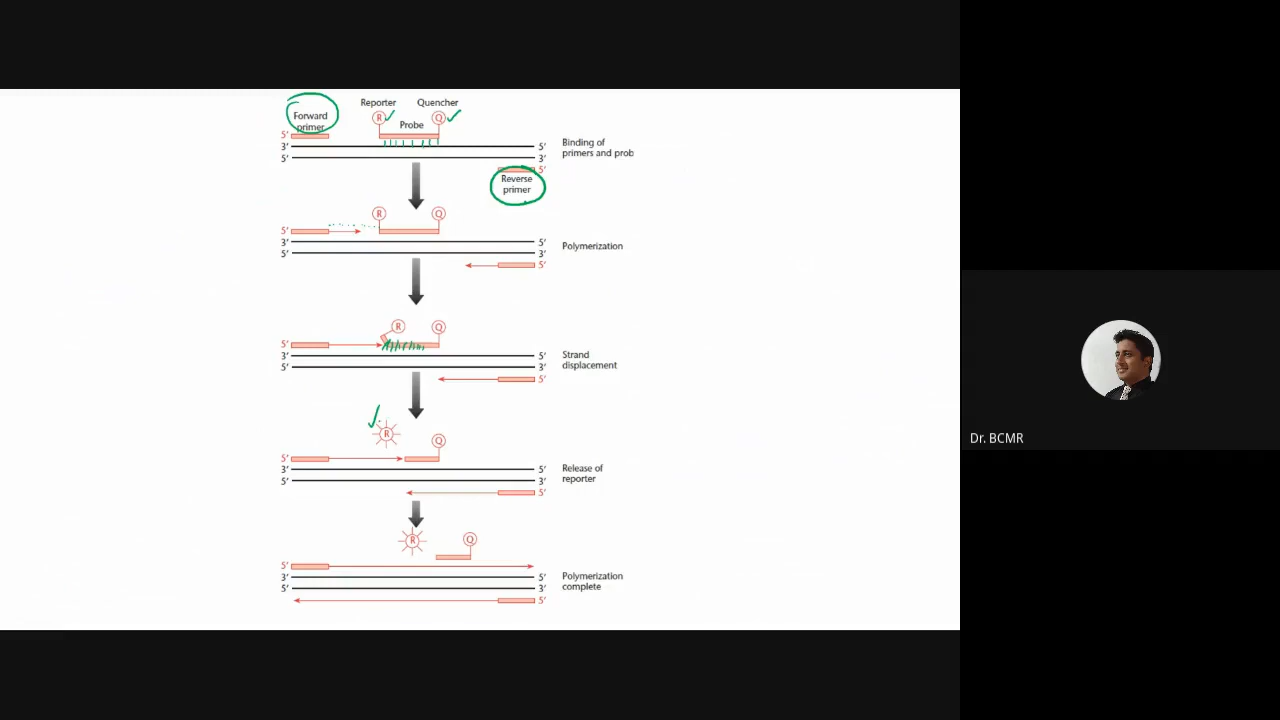 Reporter Quencher
Forward
primer
R Q
Probe
5′
3′ 5′
5′ 3′
5′
Binding of
primers and prob
Reverse
primer
R Q
5′
3′ 5′
5′ 3′
5′
Polymerization
R Q
5′
3′ 5′
5′ 3′
5′
Strand
displacement
R
Q
5′
3′ 5′
5′ 3′
5′
Release of
reporter
R Q
5′
3′ 5′
5′ 3′
5′
Polymerization
complete
Dr. BCMR